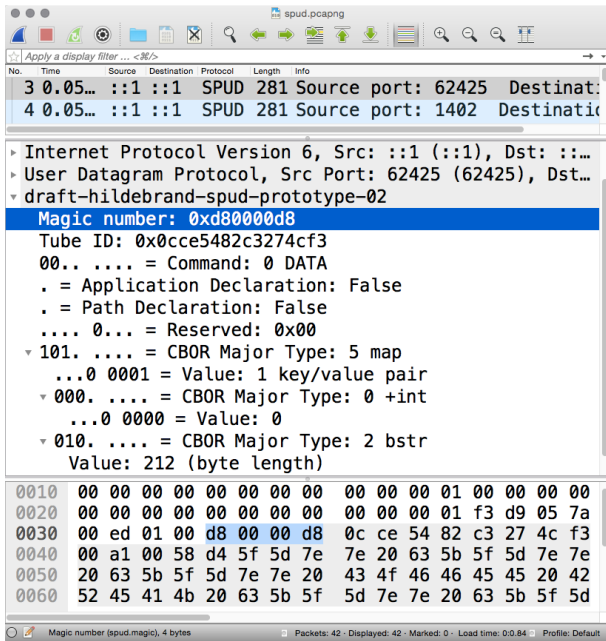 spud.pcapng
Apply a display filter ... <⌘/>
No. Time Source Destination Protocol Length Info
3 0.05… ::1 ::1 SPUD 281 Source port: 62425 Destinati
4 0.05… ::1 ::1 SPUD 281 Source port: 1402 Destinatio
Internet Protocol Version 6, Src: ::1 (::1), Dst: ::…
User Datagram Protocol, Src Port: 62425 (62425), Dst…
draft-hildebrand-spud-prototype-02
Magic number: 0xd80000d8
Tube ID: 0x0cce5482c3274cf3
00.. .... = Command: 0 DATA
. = Application Declaration: False
. = Path Declaration: False
.... 0... = Reserved: 0x00
101. .... = CBOR Major Type: 5 map
...0 0001 = Value: 1 key/value pair
000. .... = CBOR Major Type: 0 +int
...0 0000 = Value: 0
010. .... = CBOR Major Type: 2 bstr
Value: 212 (byte length)
0010 00 00 00 00 00 00 00 00 00 00 00 01 00 00 00 00
0020 00 00 00 00 00 00 00 00 00 00 00 01 f3 d9 05 7a
0030 00 ed 01 00 d8 00 00 d8 0c ce 54 82 c3 27 4c f3
0040 00 a1 00 58 d4 5f 5d 7e 7e 20 63 5b 5f 5d 7e 7e
0050 20 63 5b 5f 5d 7e 7e 20 43 4f 46 46 45 45 20 42
0060 52 45 41 4b 20 63 5b 5f 5d 7e 7e 20 63 5b 5f 5d
Magic number (spud.magic), 4 bytes Packets: 42 · Displayed: 42 · Marked: 0 · Load time: 0:0.84 Profile: Default